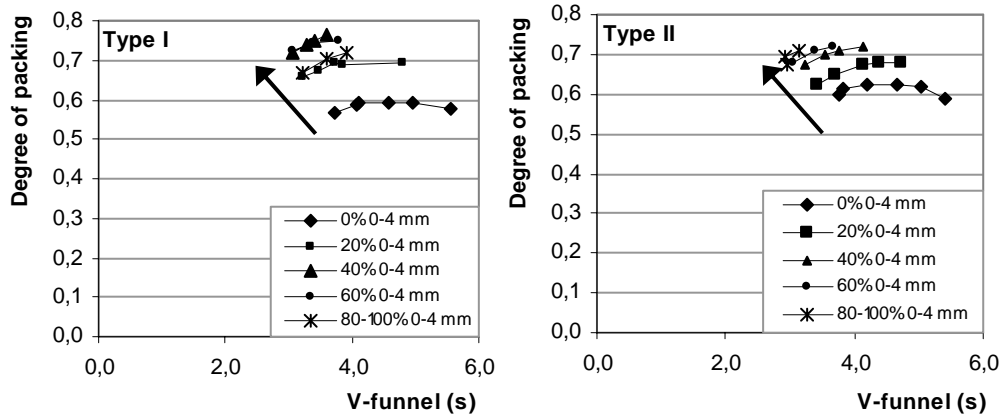 Degree of packing
0,8
0,7
0,6
0,5
0,4
0,3
0,2
0,1
0,0
Type I
0% 0-4 mm
20% 0-4 mm
40% 0-4 mm
60% 0-4 mm
80-100% 0-4 mm
0,0 2,0 4,0 6,0
V-funnel (s)
Degree of packing
0,8
0,7
0,6
0,5
0,4
0,3
0,2
0,1
0,0
Type II
0% 0-4 mm
20% 0-4 mm
40% 0-4 mm
60% 0-4 mm
80-100% 0-4 mm
0,0 2,0 4,0 6,0
V-funnel (s)